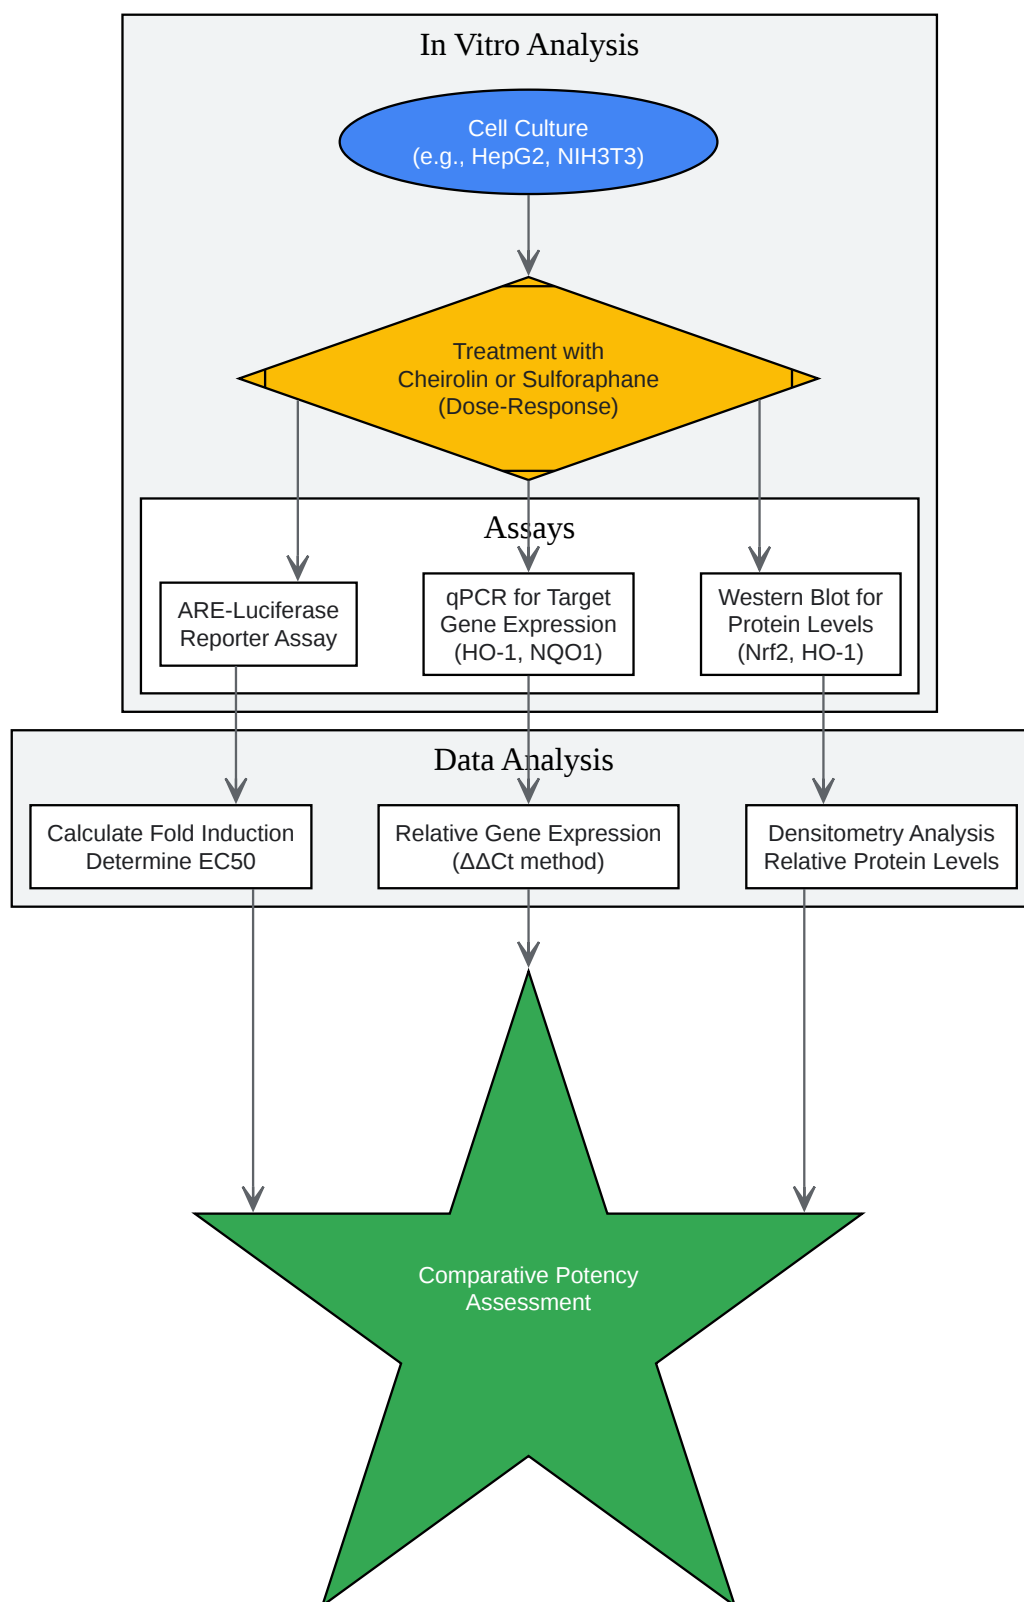 In Vitro Analysis
Cell Culture
(e.g., HepG2, NIH3T3)
Treatment with
Cheirolin or Sulforaphane
(Dose-Response)
Assays
ARE-Luciferase
Reporter Assay
qPCR for Target
Gene Expression
(HO-1, NQO1)
Western Blot for
Protein Levels
(Nrf2, HO-1)
Data Analysis
Calculate Fold Induction
Determine EC50
Relative Gene Expression
(ΔΔCt method)
Densitometry Analysis
Relative Protein Levels
Comparative Potency
Assessment